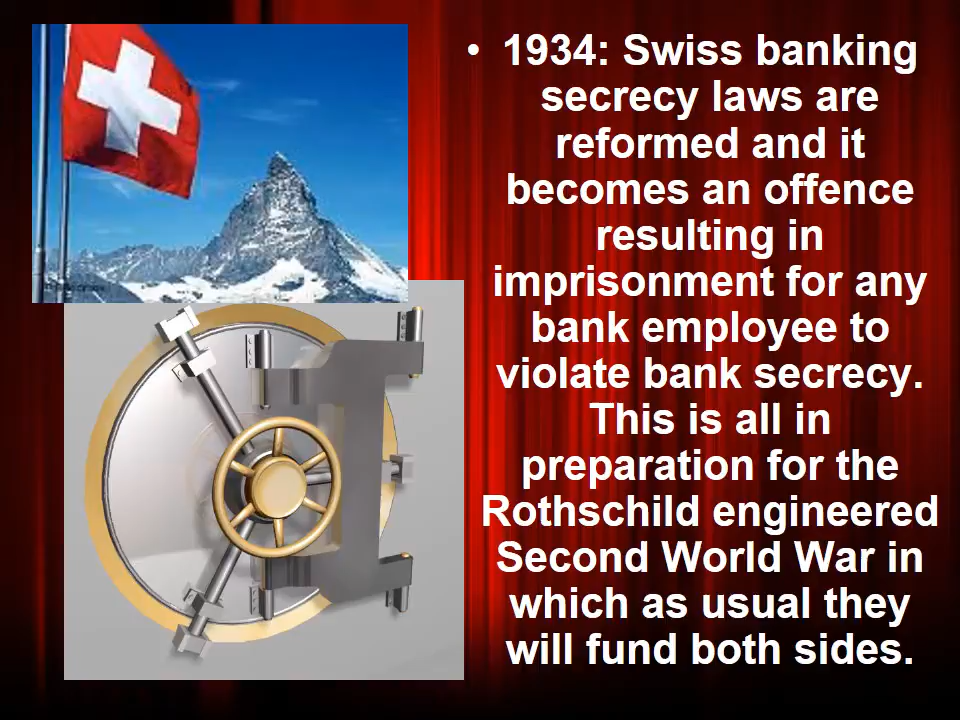 • 1934: Swiss banking
secrecy laws are
reformed and it
becomes an offence
resulting in
imprisonment for any
bank employee to
violate bank secrecy.
This is all in
preparation for the
Rothschild engineered
Second World War in
which as usual they
will fund both sides.